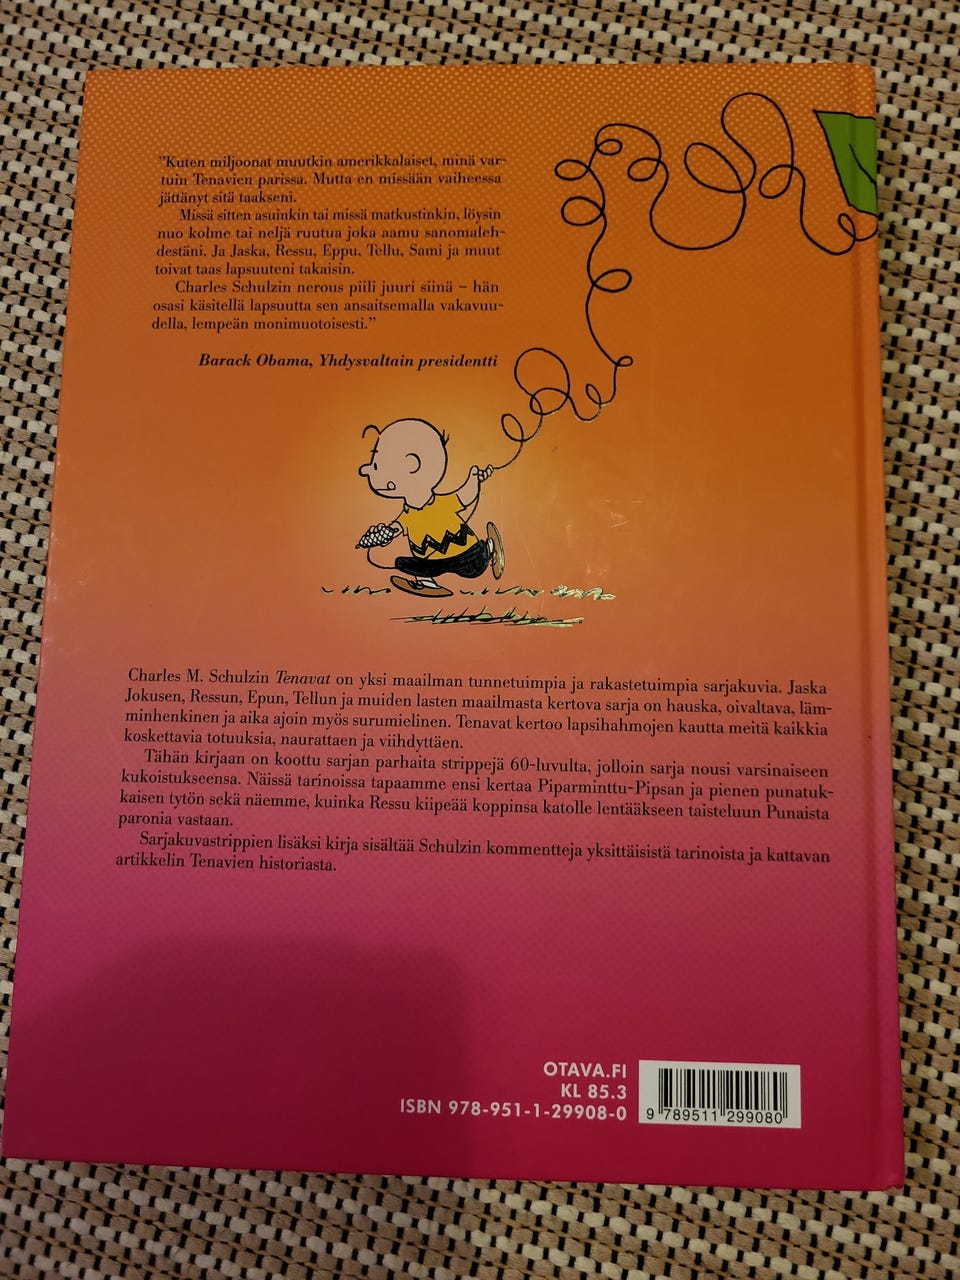 ”Kuten miljoonat muutkin amerikkalaiset, minä var-
tuin Tenavien parissa. Mutta en missään vaiheessa
jättänyt sitä taakseni.
Missä sitten asuinkin tai missä matkustinkin, löysin
nuo kolme tai neljä ruutua joka aamu sanomaleh-
destäni. Ja Jaska, Ressu, Eppu, Tellu, Sami ja muut
toivat taas lapsuuteni takaisin.
Charles Schulzin nerous piili juuri siinä – hän
osasi käsitellä lapsuutta sen ansaitsemalla vakavuu-
della, lempeän monimuotoisesti.”
Barack Obama, Yhdysvaltain presidentti
Charles M. Schulzin Tenavat on yksi maailman tunnetuimpia ja rakastetuimpia sarjakuvia. Jaska
Jokusen, Ressun, Epun, Tellun ja muiden lasten maailmasta kertova sarja on hauska, oivaltava, läm-
minhenkinen ja aika ajoin myös surumielinen. Tenavat kertoo lapsihahmojen kautta meitä kaikkia
koskettavia totuuksia, naurattaen ja viihdyttäen.
Tähän kirjaan on koottu sarjan parhaita strippejä 60-luvulta, jolloin sarja nousi varsinaiseen
kukoistukseensa. Näissä tarinoissa tapaamme ensi kertaa Piparminttu-Pipsan ja pienen punatuk-
kaisen tytön sekä näemme, kuinka Ressu kiipeää koppinsa katolle lentääkseen taisteluun Punaista
paronia vastaan.
Sarjakuvastrippien lisäksi kirja sisältää Schulzin kommentteja yksittäisistä tarinoista ja kattavan
artikkelin Tenavien historiasta.
OTAVA.FI
KL 85.3
ISBN 978-951-1-29908-0
9 789511 299080